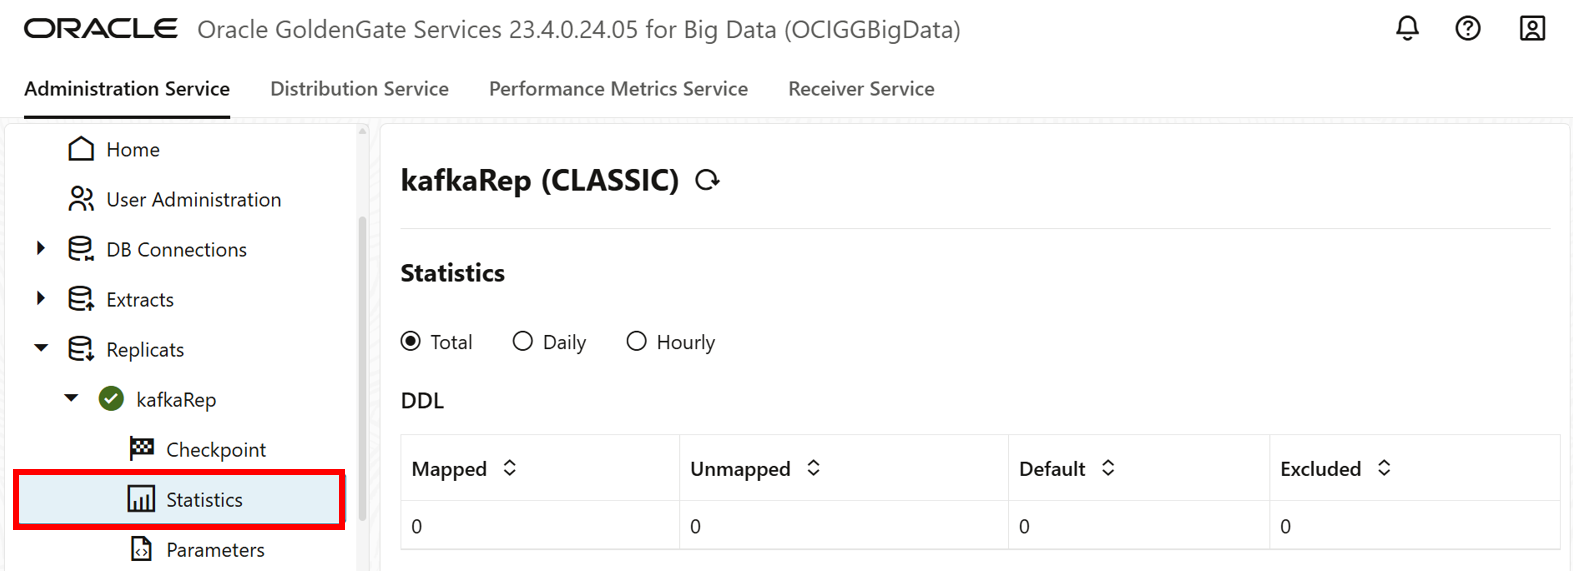 ORACLE Oracle GoldenGate Services 23.4.0.24.05 for Big Data (OCIGGBigData)
Administration Service Distribution Service Performance Metrics Service Receiver Service
Home
User Administration
DB Connections
Extracts
Replicats
kafkaRep
Checkpoint
Statistics
Parameters
kafkaRep (CLASSIC)
Statistics
Total Daily Hourly
DDL
Mapped Unmapped Default Excluded
0 0 0 0